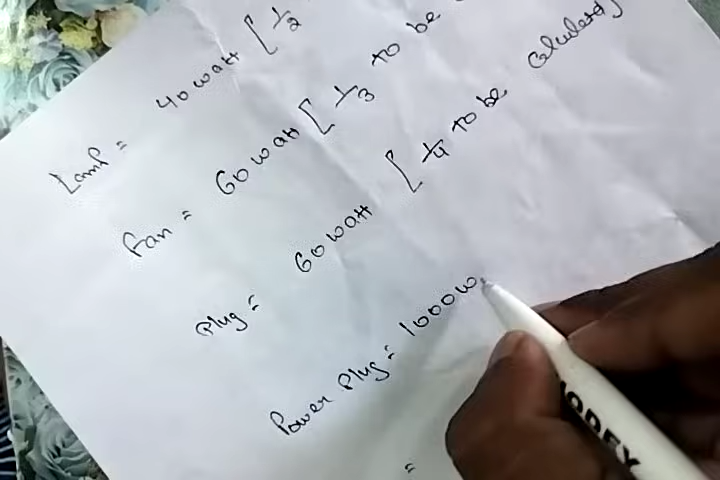 Lamp = 40 watt [ 1/2
Fan = 60 watt [ 1/3 to be
Plug = 60 watt [ 1/4 to be calculated]
Power Plug = 1000 w
=